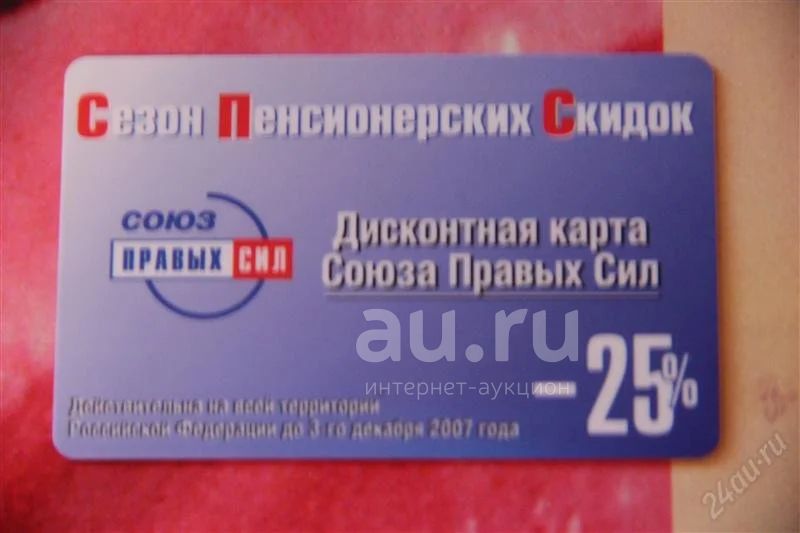 Сезон Пенсионерских Скидок
СОЮЗ
ПРАВЫХ СИЛ
Дисконтная карта
Союза Правых Сил
au.ru
интернет-аукцион
–25%
Действительна на всей территории
Российской Федерации до 3-го декабря 2007 года
24au.ru